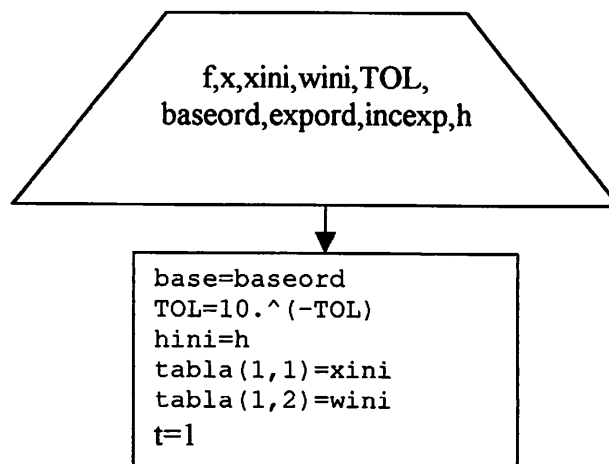 f,x,xini,wini,TOL,
baseord,expord,incexp,h
base=baseord
TOL=10.^(-TOL)
hini=h
tabla(1,1)=xini
tabla(1,2)=wini
t=1